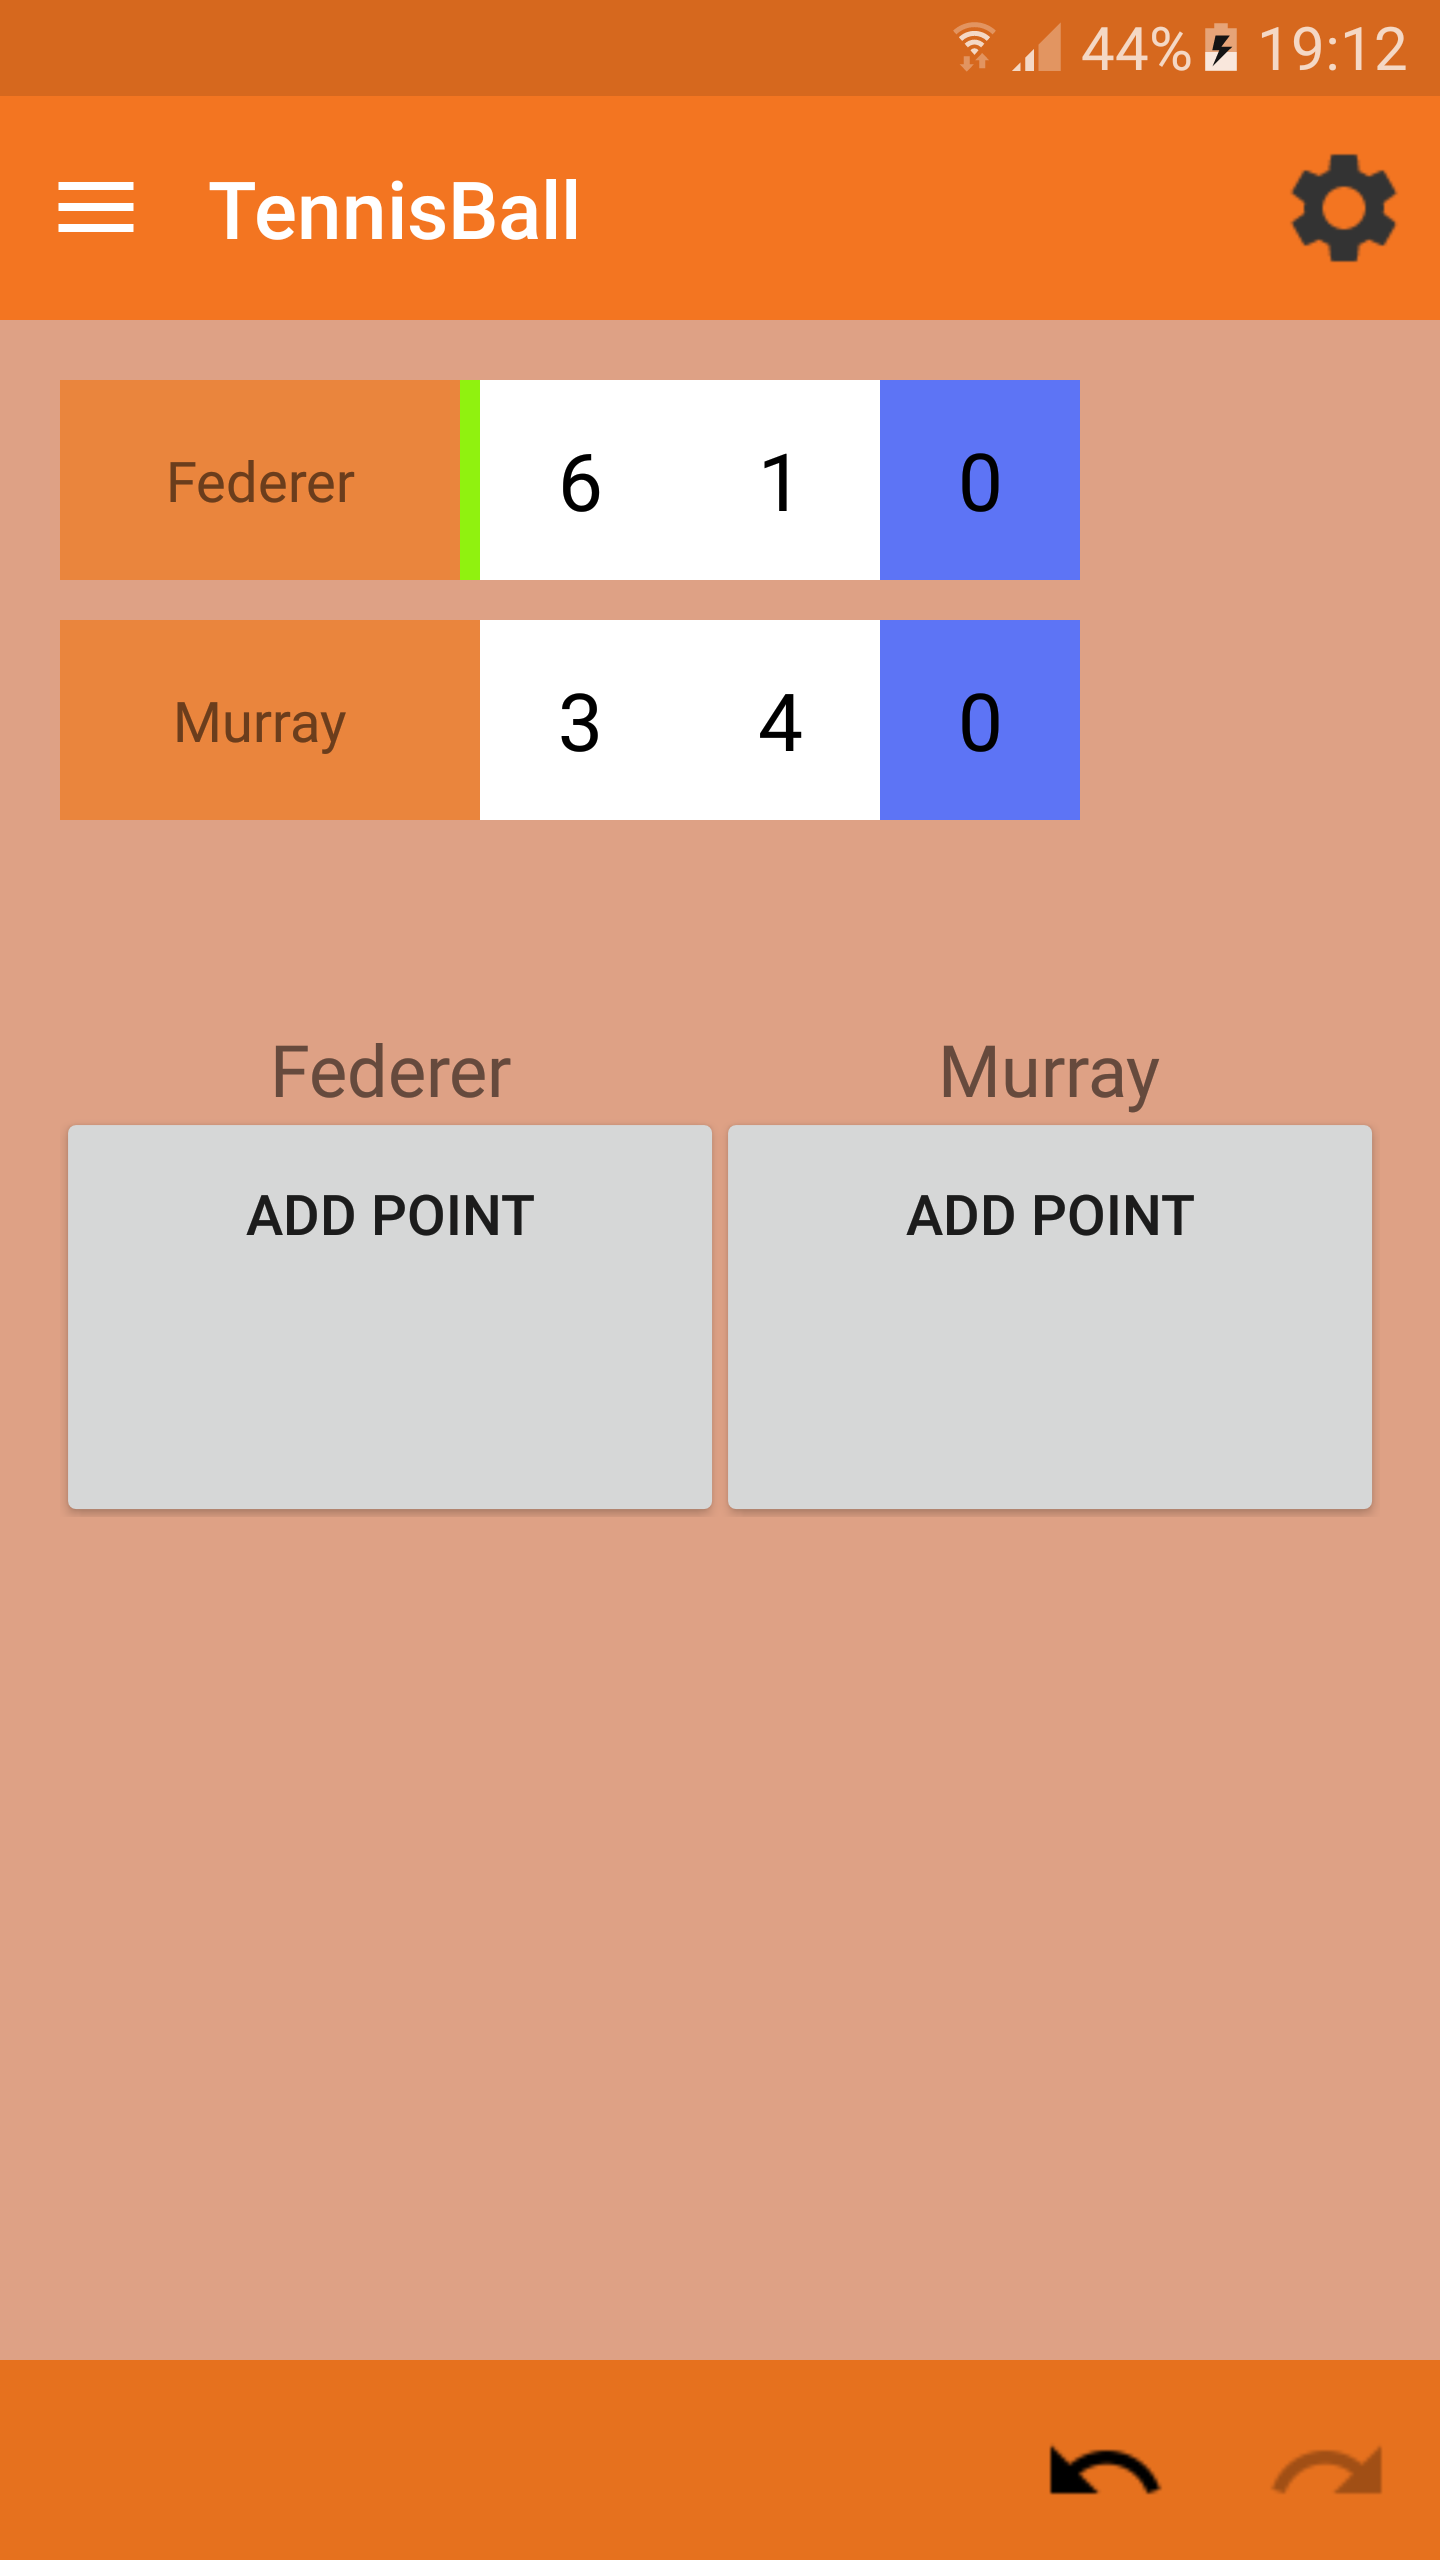 44% 19:12
TennisBall
Federer 6 1 0
Murray 3 4 0
Federer Murray
ADD POINT ADD POINT